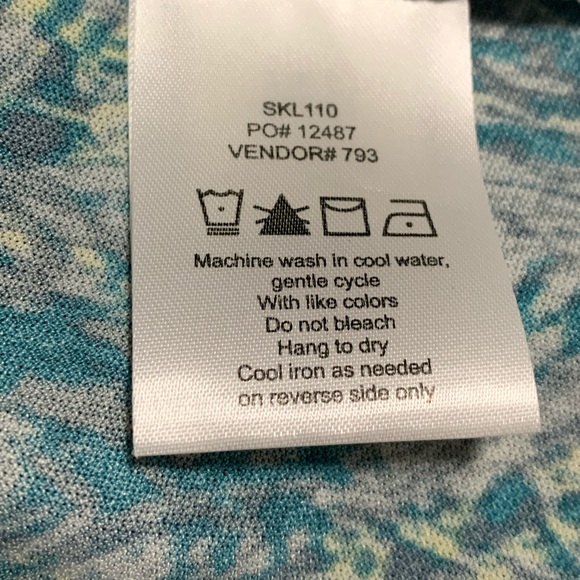 SKL110
PO# 12487
VENDOR# 793
Machine wash in cool water,
gentle cycle
With like colors
Do not bleach
Hang to dry
Cool iron as needed
on reverse side only